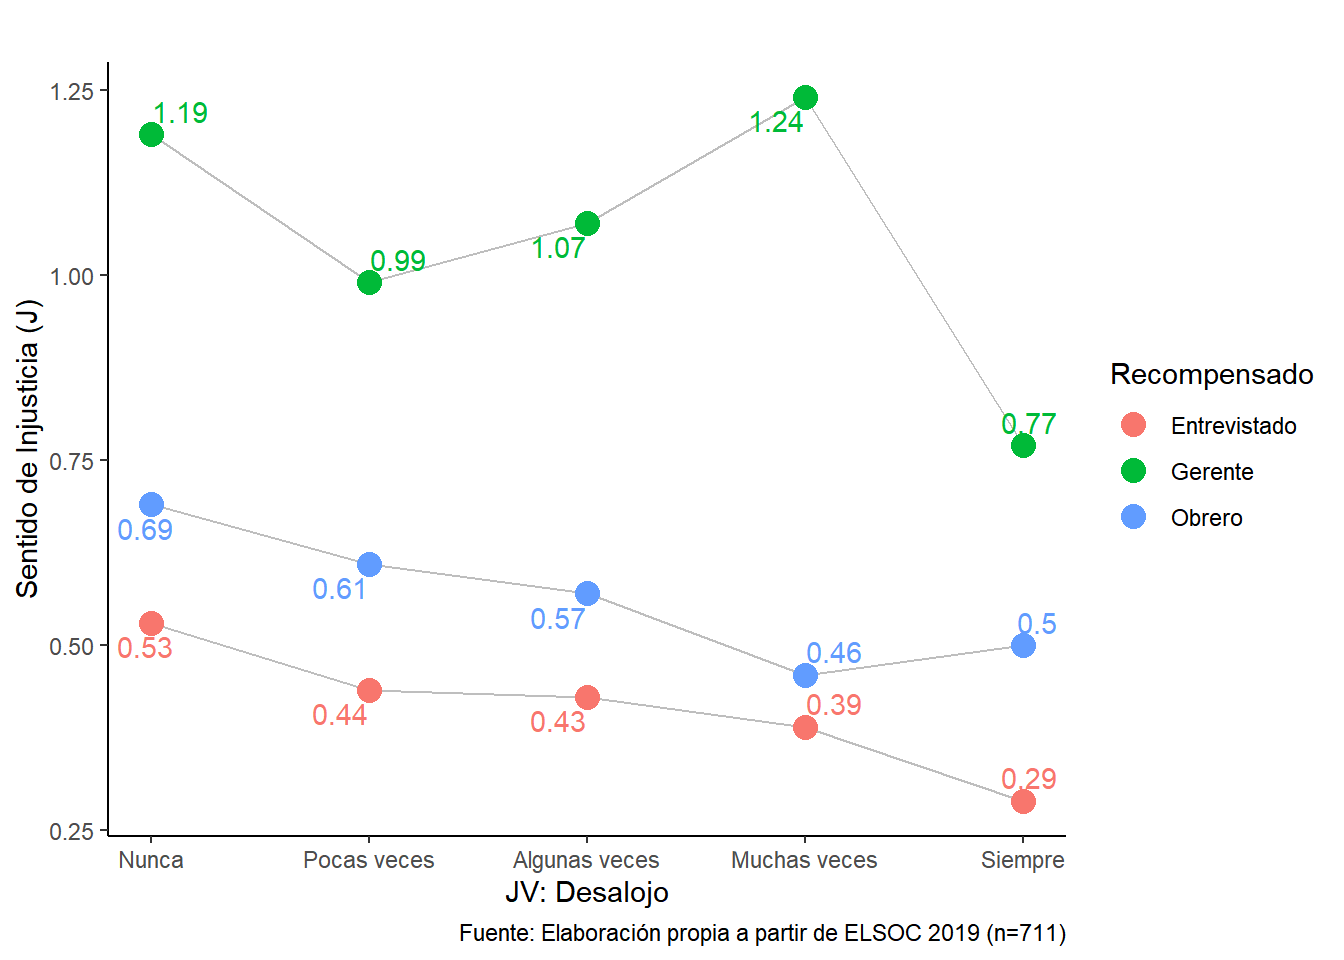 1.25
1.00
0.75
0.50
0.25
Sentido de Injusticia (J)
1.19
0.99
1.07
1.24
0.77
0.69
0.61
0.57
0.46
0.5
0.53
0.44
0.43
0.39
0.29
Nunca
Pocas veces
Algunas veces
Muchas veces
Siempre
JV: Desalojo
Fuente: Elaboración propia a partir de ELSOC 2019 (n=711)
Recompensado
Entrevistado
Gerente
Obrero